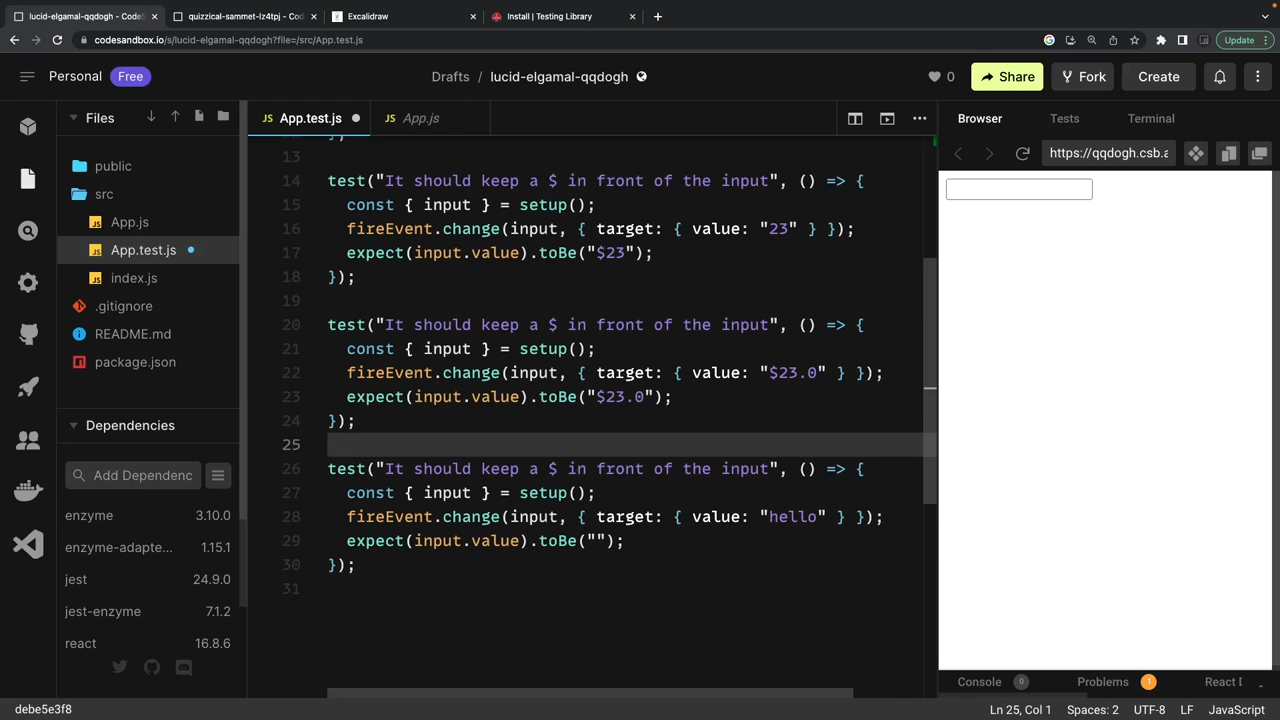 lucid-elgamal-qqdogh - CodeS
quizzical-sammet-lz4tpj - Cod
Excalidraw
Install | Testing Library
codesandbox.io/s/lucid-elgamal-qqdogh?file=/src/App.test.js
Update
Personal Free
Drafts / lucid-elgamal-qqdogh
0
Share
Fork
Create
Files
JS App.test.js
JS App.js
Browser
Tests
Terminal
https://qqdogh.csb.a
public
src
JS App.js
JS App.test.js
JS index.js
.gitignore
README.md
package.json
Dependencies
Add Dependenc
enzyme 3.10.0
enzyme-adapte... 1.15.1
jest 24.9.0
jest-enzyme 7.1.2
react 16.8.6
13
14 test("It should keep a $ in front of the input", () => {
15 const { input } = setup();
16 fireEvent.change(input, { target: { value: "23" } });
17 expect(input.value).toBe("$23");
18 });
19
20 test("It should keep a $ in front of the input", () => {
21 const { input } = setup();
22 fireEvent.change(input, { target: { value: "$23.0" } });
23 expect(input.value).toBe("$23.0");
24 });
25
26 test("It should keep a $ in front of the input", () => {
27 const { input } = setup();
28 fireEvent.change(input, { target: { value: "hello" } });
29 expect(input.value).toBe("");
30 });
31
Console 0
Problems 1
React
debe5e3f8
Ln 25, Col 1
Spaces: 2
UTF-8
LF
JavaScript